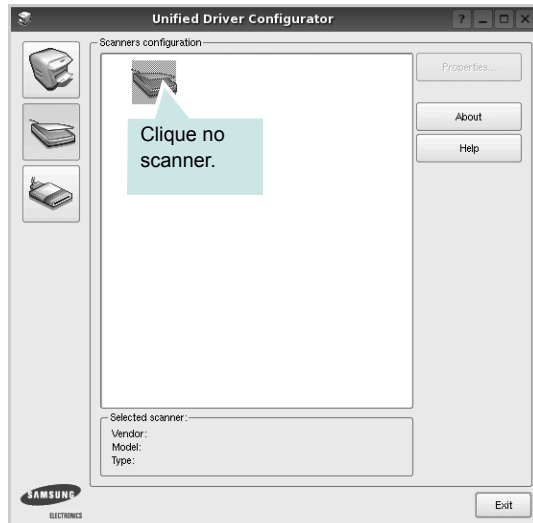 Unified Driver Configurator
Scanners configuration
Properties...
Clique no
scanner.
About
Help
Selected scanner:
Vendor:
Model:
Type:
SAMSUNG
ELECTRONICS
Exit